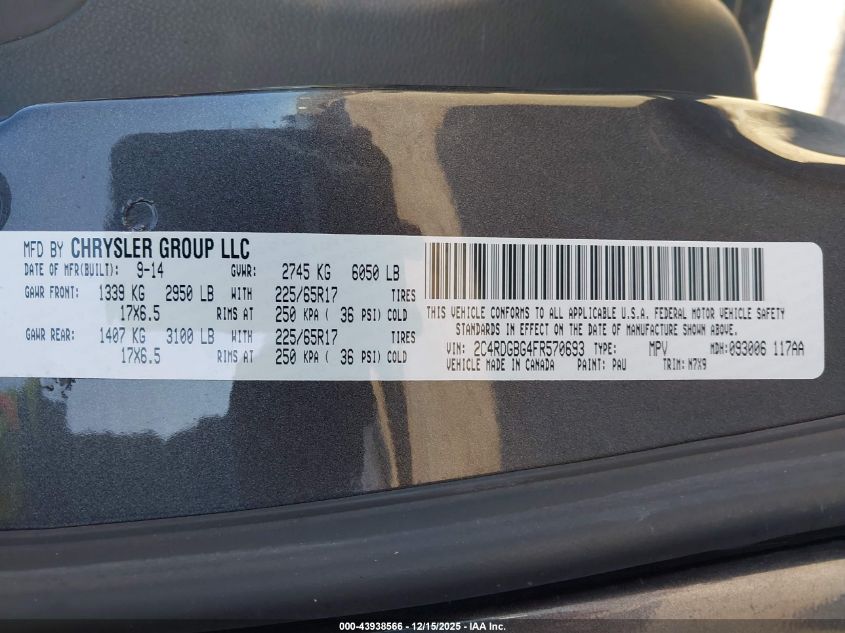 MFD BY CHRYSLER GROUP LLC
DATE OF MFR(BUILT): 9-14 GVWR: 2745 KG 6050 LB
GAWR FRONT: 1339 KG 2950 LB WITH 225/65R17 TIRES
17X6.5 RIMS AT 250 KPA ( 36 PSI) COLD
GAWR REAR: 1407 KG 3100 LB WITH 225/65R17 TIRES
17X6.5 RIMS AT 250 KPA ( 36 PSI) COLD
THIS VEHICLE CONFORMS TO ALL APPLICABLE U.S.A. FEDERAL MOTOR VEHICLE SAFETY
STANDARDS IN EFFECT ON THE DATE OF MANUFACTURE SHOWN ABOVE.
VIN: 2C4RDGBG4FR570693 TYPE: MPV MDH: 093006 117AA
VEHICLE MADE IN CANADA PAINT: PAU TRIM: N7X9
000-43938566 - 12/15/2025 - IAA Inc.